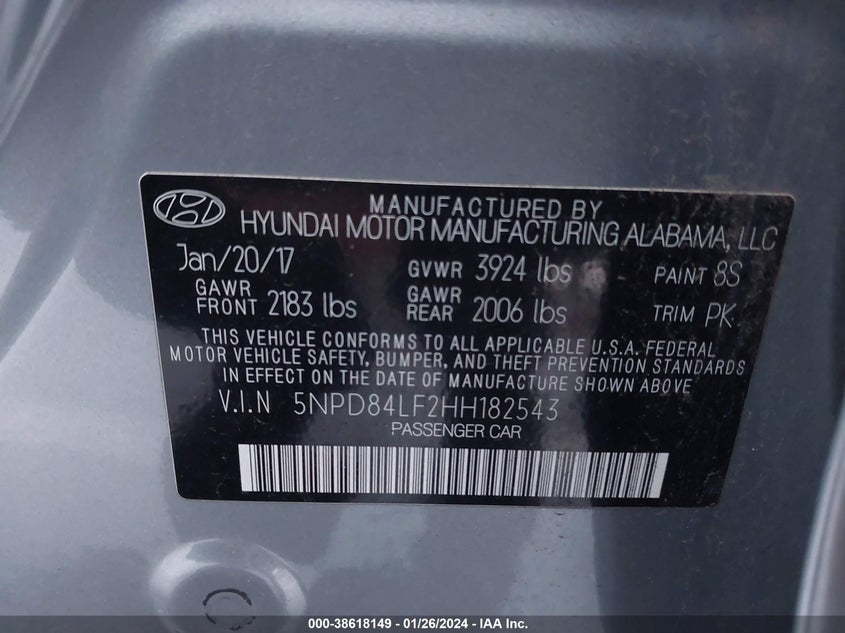 MANUFACTURED BY
HYUNDAI MOTOR MANUFACTURING ALABAMA, LLC
Jan/20/17 GVWR 3924 lbs PAINT 8S
GAWR FRONT 2183 lbs GAWR REAR 2006 lbs TRIM PK
THIS VEHICLE CONFORMS TO ALL APPLICABLE U.S.A. FEDERAL
MOTOR VEHICLE SAFETY, BUMPER, AND THEFT PREVENTION STANDARDS
IN EFFECT ON THE DATE OF MANUFACTURE SHOWN ABOVE
V.I.N 5NPD84LF2HH182543
PASSENGER CAR
000-38618149 - 01/26/2024 - IAA Inc.